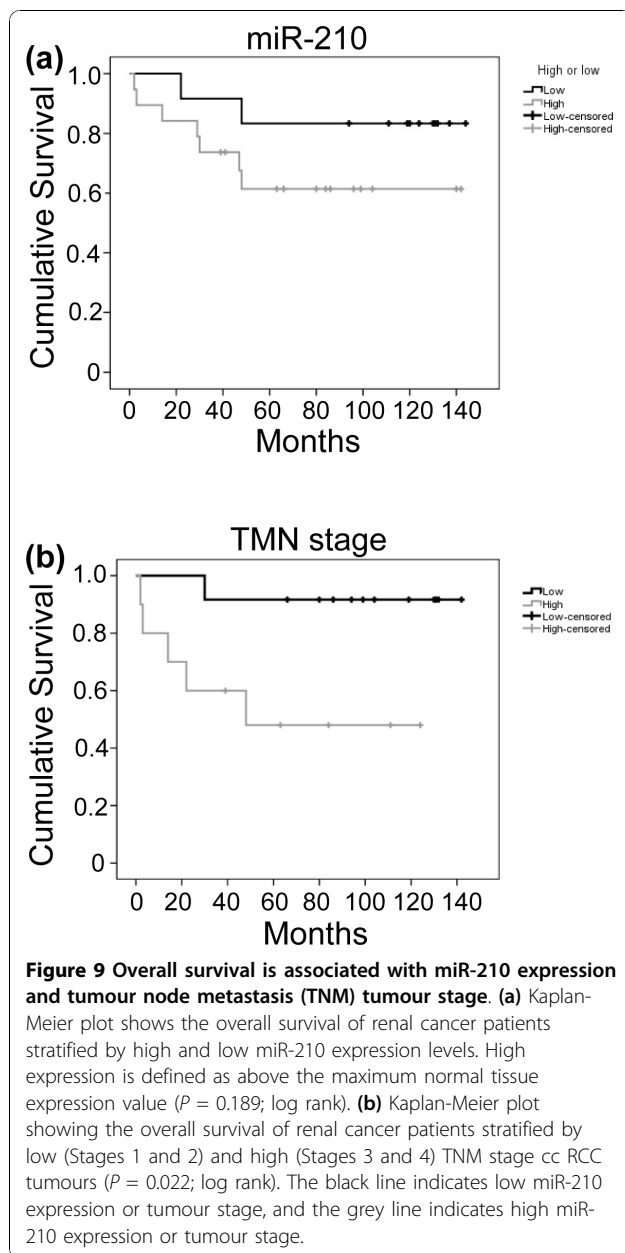 miR-210
(a)
High or low
Low
High
Low-censored
High-censored
Cumulative Survival
1.0
0.8
0.6
0.4
0.2
0
0 20 40 60 80 100 120 140
Months
TMN stage
(b)
Low
High
Low-censored
High-censored
Cumulative Survival
1.0
0.8
0.6
0.4
0.2
0
0 20 40 60 80 100 120 140
Months
Figure 9 Overall survival is associated with miR-210 expression
and tumour node metastasis (TNM) tumour stage. (a) Kaplan-
Meier plot shows the overall survival of renal cancer patients
stratified by high and low miR-210 expression levels. High
expression is defined as above the maximum normal tissue
expression value (P = 0.189; log rank). (b) Kaplan-Meier plot
showing the overall survival of renal cancer patients stratified by
low (Stages 1 and 2) and high (Stages 3 and 4) TNM stage cc RCC
tumours (P = 0.022; log rank). The black line indicates low miR-210
expression or tumour stage, and the grey line indicates high miR-
210 expression or tumour stage.